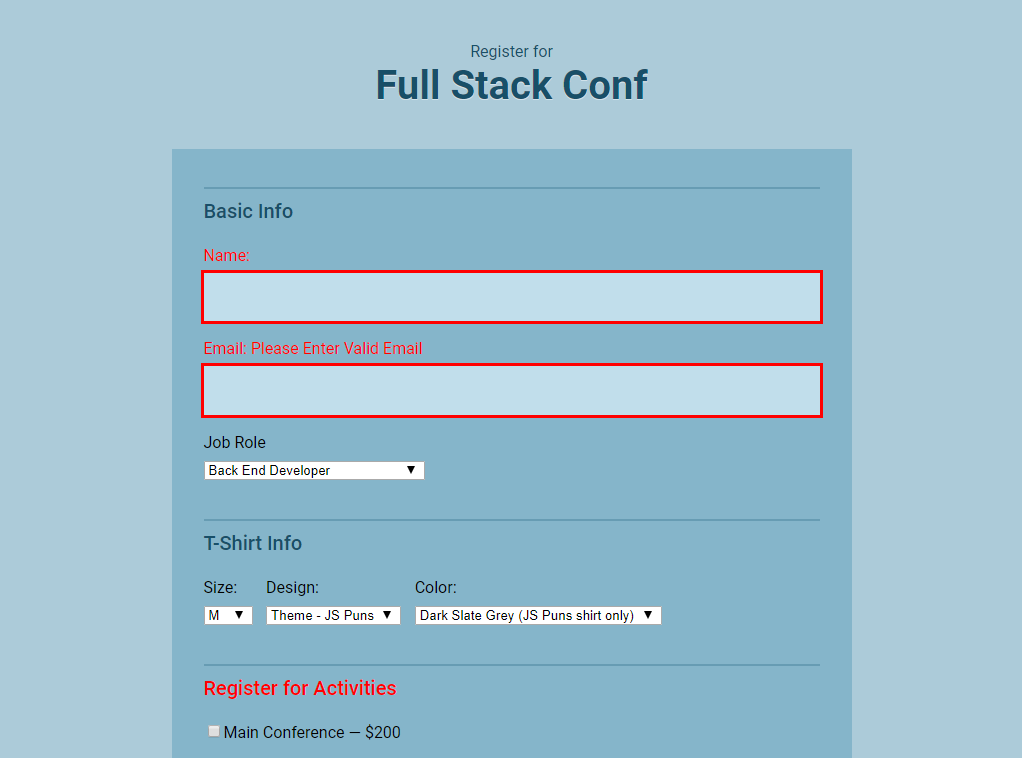 Register for
Full Stack Conf
Basic Info
Name:
Email: Please Enter Valid Email
Job Role
Back End Developer
T-Shirt Info
Size: Design: Color:
M Theme - JS Puns Dark Slate Grey (JS Puns shirt only)
Register for Activities
Main Conference — $200